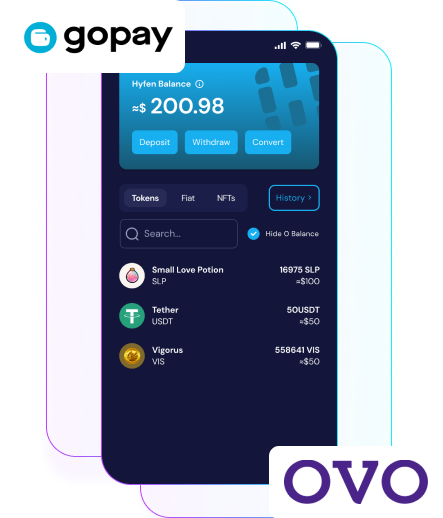 gopay
Hyfen Balance
≈$ 200.98
Deposit Withdraw Convert
Tokens Fiat NFTs History >
Search... Hide 0 Balance
Small Love Potion 16975 SLP
SLP ≈$100
Tether 50USDT
USDT ≈$50
Vigorus 558641 VIS
VIS ≈$50
OVO